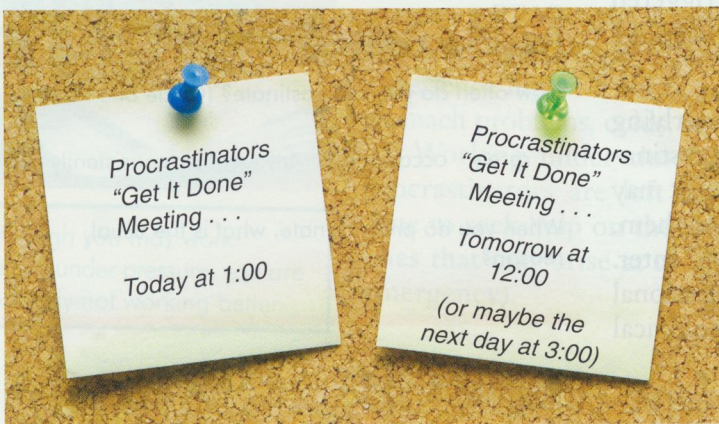 Procrastinators
“Get It Done”
Meeting . . .
Today at 1:00
Procrastinators
“Get It Done”
Meeting . . .
Tomorrow at
12:00
(or maybe the
next day at 3:00)